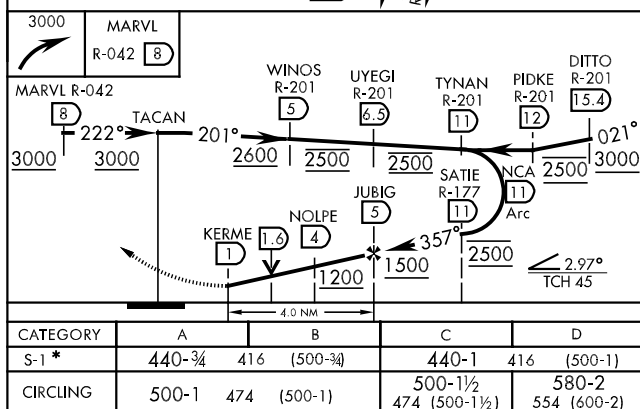 3000
MARVL
R-042 8
MARVL R-042
8
TACAN
222°
3000
3000
201°
WINOS
R-201
5
UYEGI
R-201
6.5
TYNAN
R-201
11
PIDKE
R-201
12
DITTO
R-201
15.4
021°
2600
2500
2500
2500
3000
SATIE
R-177
11
NCA
11
Arc
JUBIG
5
357°
2500
KERME
1
1.6
NOLPE
4
1200
1500
2.97°
TCH 45
4.0 NM
CATEGORY A B C D
S-1 * 440-¾ 416 (500-¾) 440-1 416 (500-1)
CIRCLING 500-1 474 (500-1) 500-1½ 474 (500-1½) 580-2 554 (600-2)